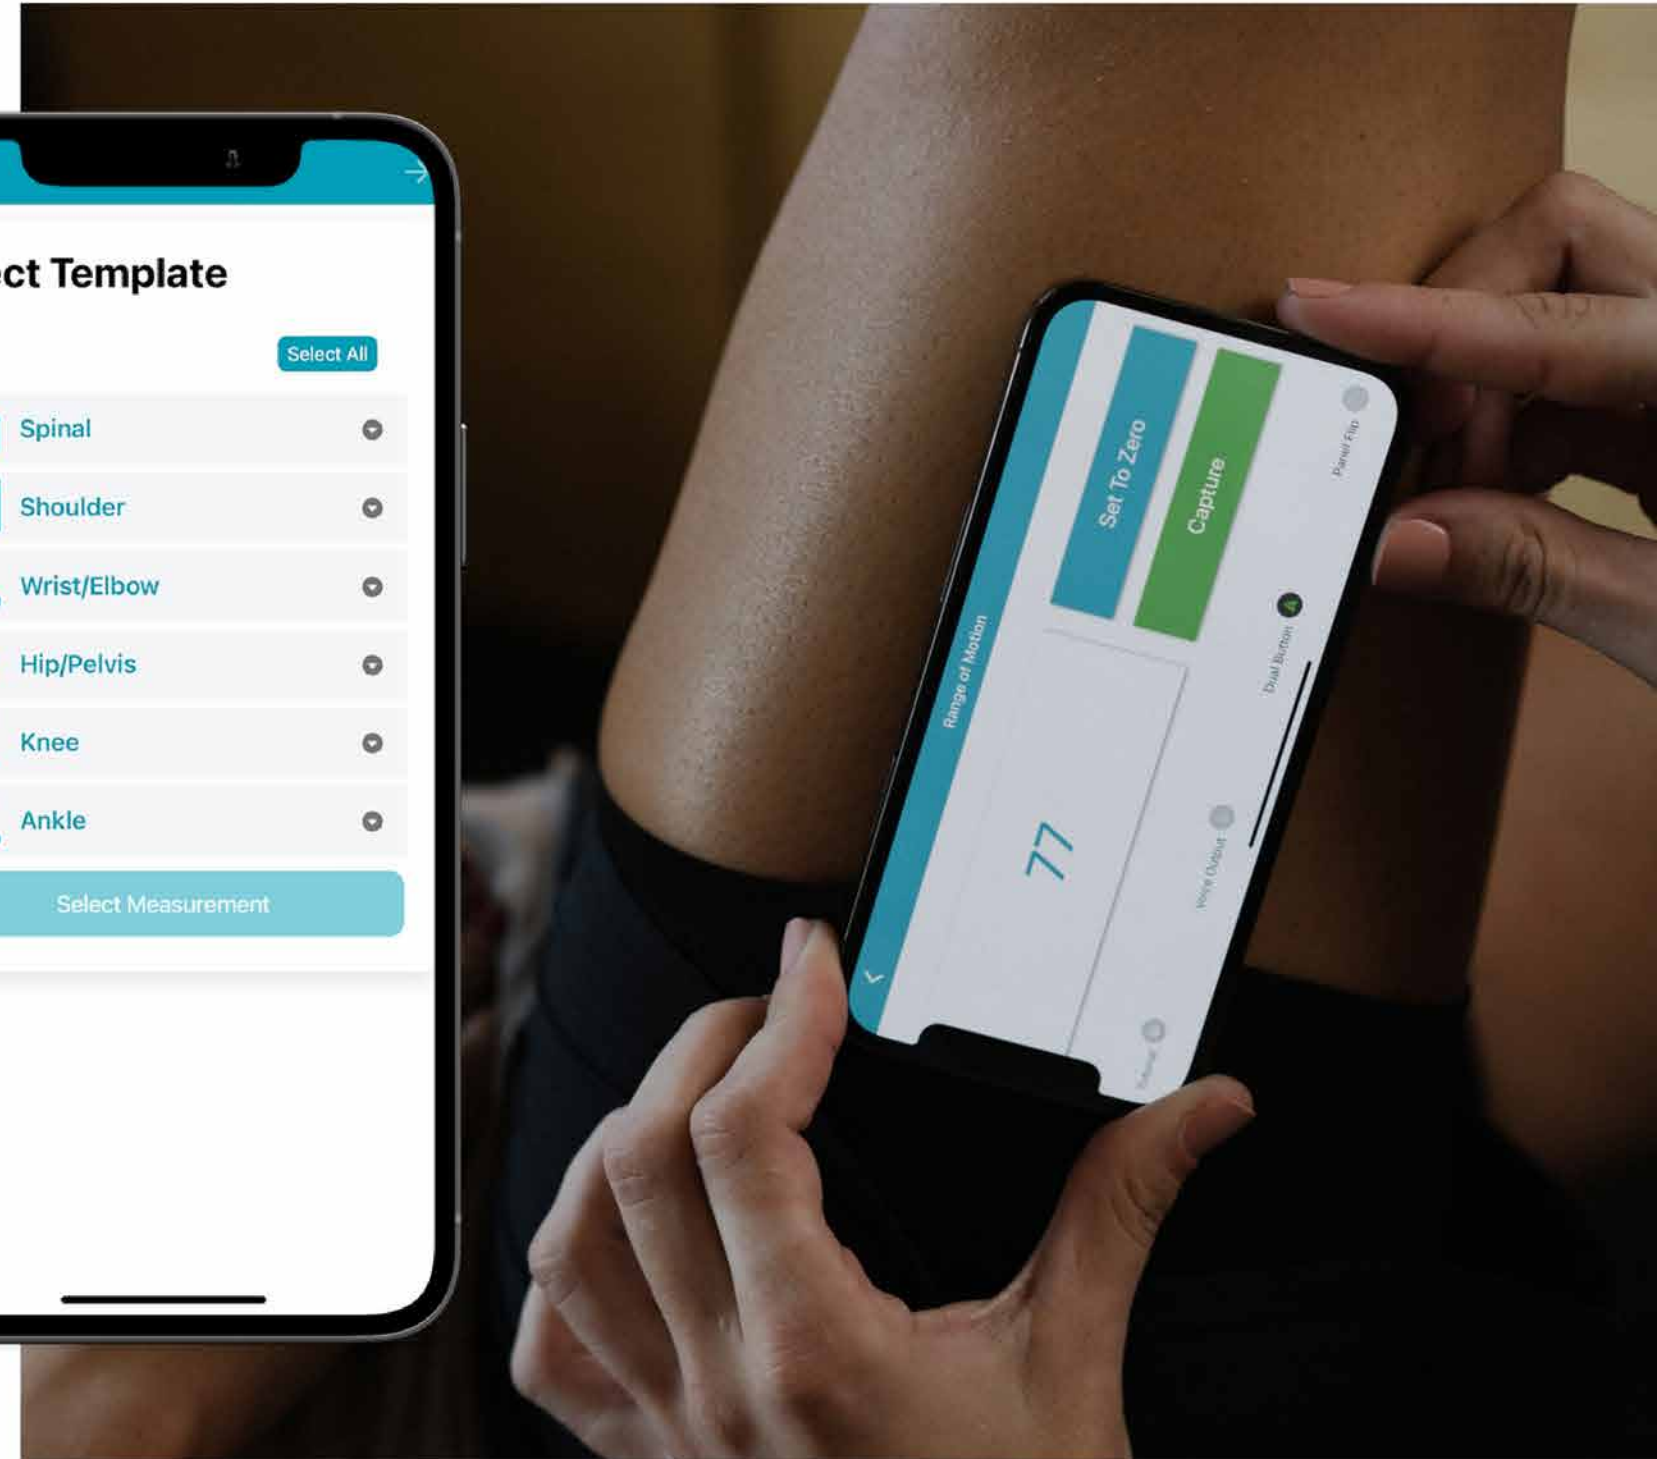 ct Template
Select All
Spinal
Shoulder
Wrist/Elbow
Hip/Pelvis
Knee
Ankle
Select Measurement
Range of Motion
Set To Zero
Capture
77
Panel Flip
Dual Button
A
Voice Output
Tutorial